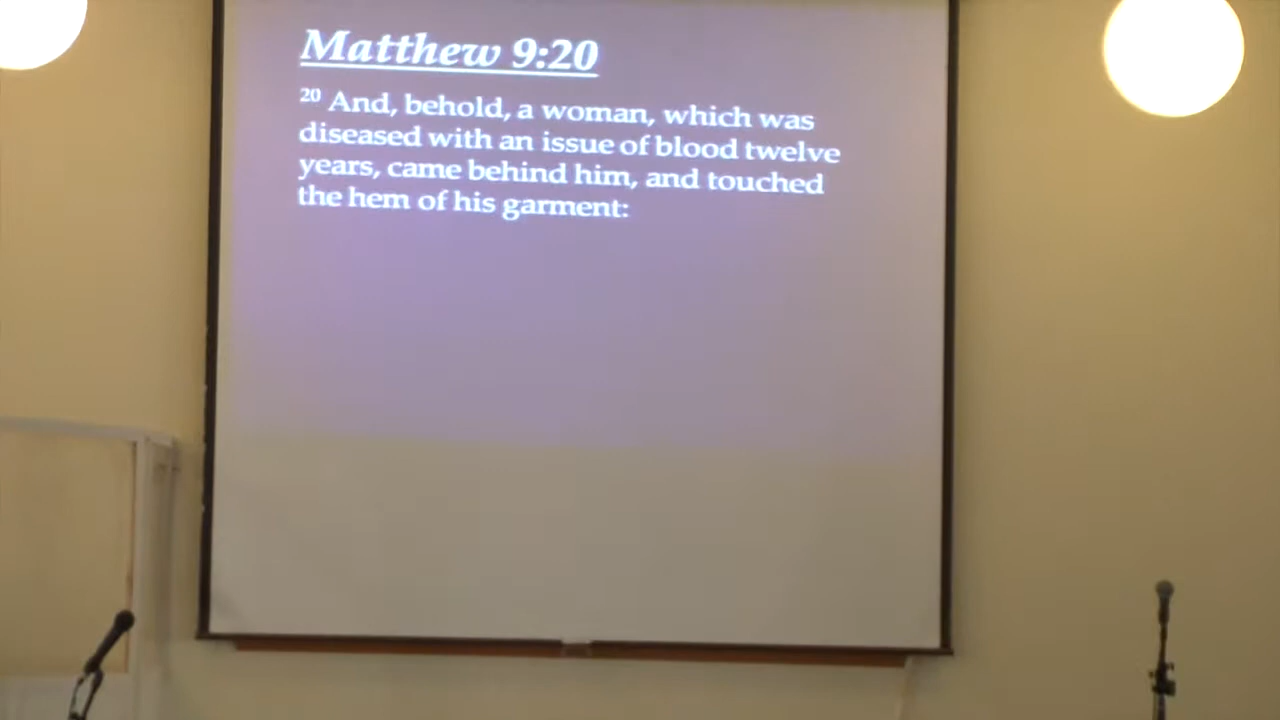 Matthew 9:20
20 And, behold, a woman, which was
diseased with an issue of blood twelve
years, came behind him, and touched
the hem of his garment: